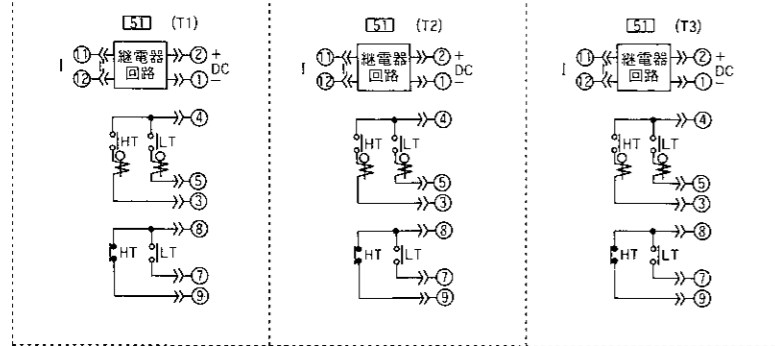 51 (T1)
I
⑪ 継電器 ② +
⑫ 回路 ① − DC
④
HT LT
⑤
③
⑧
HT LT
⑦
⑨
51 (T2)
I
⑪ 継電器 ② +
⑫ 回路 ① − DC
④
HT LT
⑤
③
⑧
HT LT
⑦
⑨
51 (T3)
I
⑪ 継電器 ② +
⑫ 回路 ① − DC
④
HT LT
⑤
③
⑧
HT LT
⑦
⑨